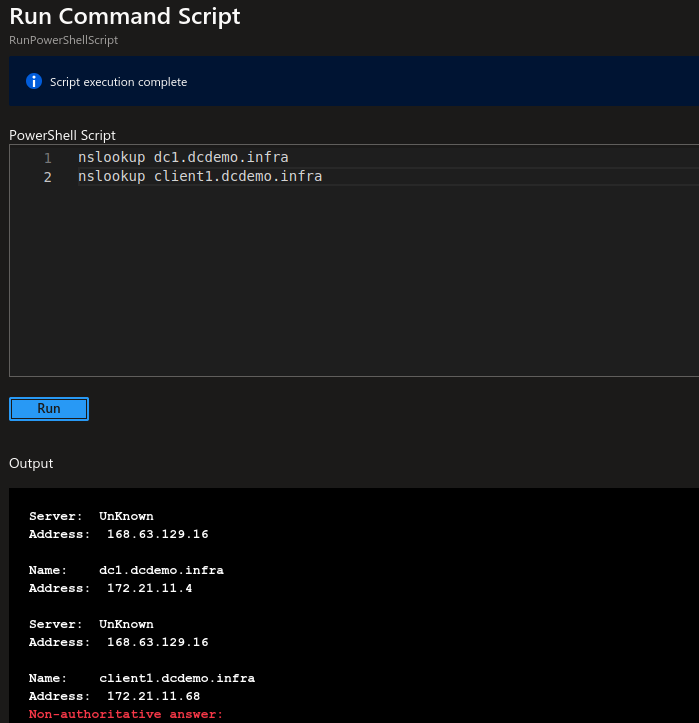 Run Command Script
RunPowerShellScript
Script execution complete
PowerShell Script
1 nslookup dc1.dcdemo.infra
2 nslookup client1.dcdemo.infra
Run
Output
Server:  UnKnown
Address:  168.63.129.16
Name:    dc1.dcdemo.infra
Address:  172.21.11.4
Server:  UnKnown
Address:  168.63.129.16
Name:    client1.dcdemo.infra
Address:  172.21.11.68
Non-authoritative answer: